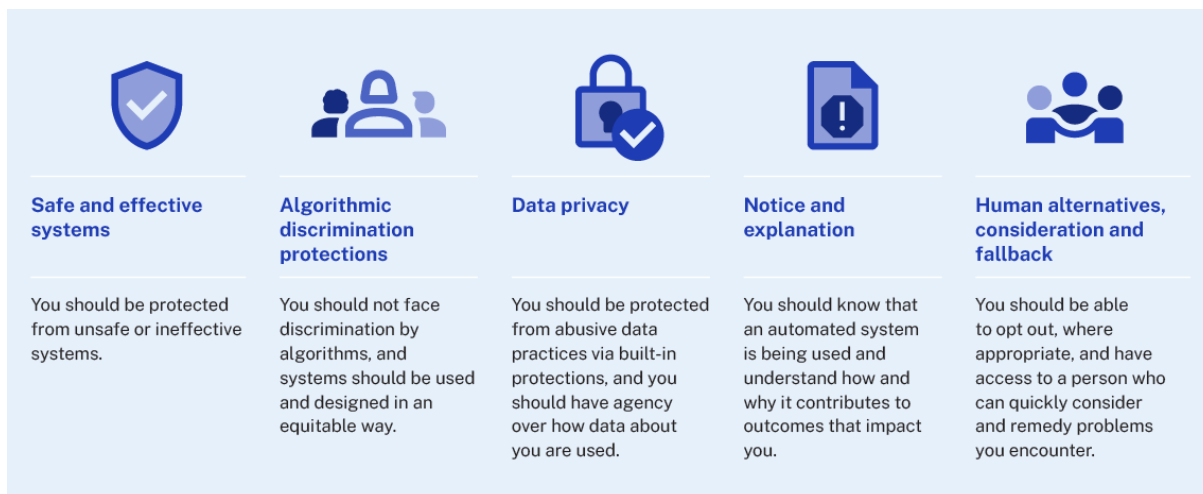 Safe and effective
systems
You should be protected
from unsafe or ineffective
systems.
Algorithmic
discrimination
protections
You should not face
discrimination by
algorithms, and
systems should be used
and designed in an
equitable way.
Data privacy
You should be protected
from abusive data
practices via built-in
protections, and you
should have agency
over how data about
you are used.
Notice and
explanation
You should know that
an automated system
is being used and
understand how and
why it contributes to
outcomes that impact
you.
Human alternatives,
consideration and
fallback
You should be able
to opt out, where
appropriate, and have
access to a person who
can quickly consider
and remedy problems
you encounter.